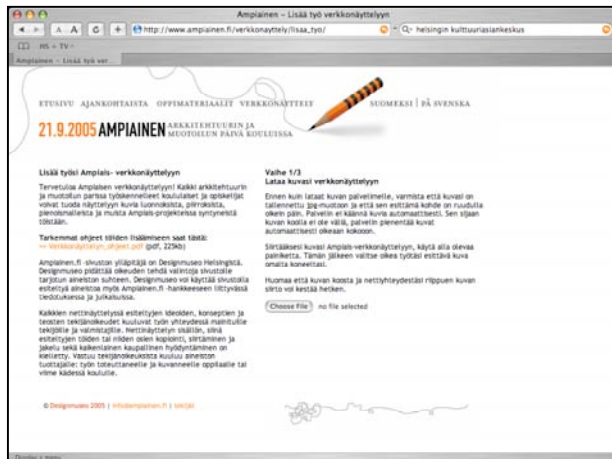 Ampiainen – Lisää työ verkkonäyttelyyn
http://www.ampiainen.fi/verkkonayttely/lisaa_tyo/
helsingin kulttuuriasiankeskus
HS
TV
Ampiainen – Lisää työ ver...
ETUSIVU AJANKOHTAISTA OPPIMATERIAALIT VERKKONÄYTTELYT SUOMEKSI | PÅ SVENSKA
21.9.2005 AMPIAINEN ARKKITEHTUURIN JA
MUOTOILUN PÄIVÄ KOULUISSA
Lisää työsi Ampiais- verkkonäyttelyyn
Tervetuloa Ampiaisen verkkonäyttelyyn! Kaikki arkkitehtuurin
ja muotoilun parissa työskennelleet koululaiset ja opiskelijat
voivat tuoda näyttelyyn kuvia luonnoksista, piirroksista,
pienoismalleista ja muista Ampiais-projekteissa syntyneistä
töistään.
Tarkemmat ohjeet töiden lisäämiseen saat tästä:
>> Verkkonäyttelyn_ohjeet.pdf (pdf, 225kb)
Ampiainen.fi -sivuston ylläpitäjä on Designmuseo Helsingistä.
Designmuseo pidättää oikeuden tehdä valintoja sivustolle
tarjotun aineiston suhteen. Designmuseo voi käyttää sivustolla
esiteltyä aineistoa myös Ampiainen.fi -hankkeeseen liittyvässä
tiedotuksessa ja julkaisuissa.
Kaikkien nettinäyttelyssä esiteltyjen ideoiden, konseptien ja
teosten tekijänoikeudet kuuluvat työn yhteydessä mainituille
tekijöille ja valmistajille. Nettinäyttelyn sisällön, siinä
esiteltyjen töiden tai niiden osien kopiointi, siirtäminen ja
jakelu sekä kaikenlainen kaupallinen hyödyntäminen on
kielletty. Vastuu tekijänoikeuksista kuuluu aineiston
tuottajalle: työn toteuttaneelle ja kuvanneelle oppilaalle tai
viime kädessä koululle.
Vaihe 1/3
Lataa kuvasi verkkonäyttelyyn
Ennen kuin lataat kuvan palvelimelle, varmista että kuvasi on
tallennettu jpg-muotoon ja että sen esittämä kohde on ruudulla
oikein päin. Palvelin ei käännä kuvia automaattisesti. Sen sijaan
kuvan koolla ei ole väliä, palvelin pienentää kuvat
automaattisesti oikeaan kokoon.
Siirtääksesi kuvasi Ampiais-verkkonäyttelyyn, käytä alla olevaa
painiketta. Tämän jälkeen valitse oikea työtäsi esittävä kuva
omalta koneeltasi.
Huomaa että kuvan koosta ja nettiyhteydestäsi riippuen kuvan
siirto voi kestää hetken.
Choose File no file selected
© Designmuseo 2005 | info@ampiainen.fi | tekijät
Display a menu